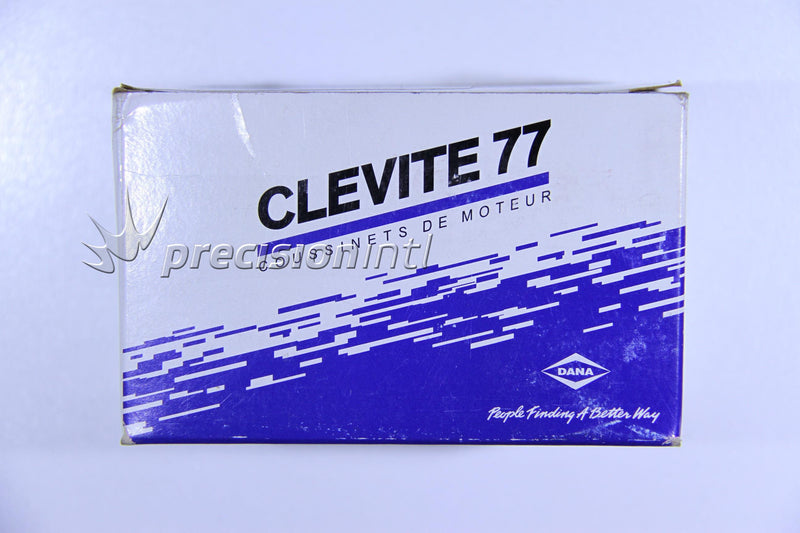 CLEVITE 77
COUSSINETS DE MOTEUR
precisionintl
DANA
People Finding A Better Way